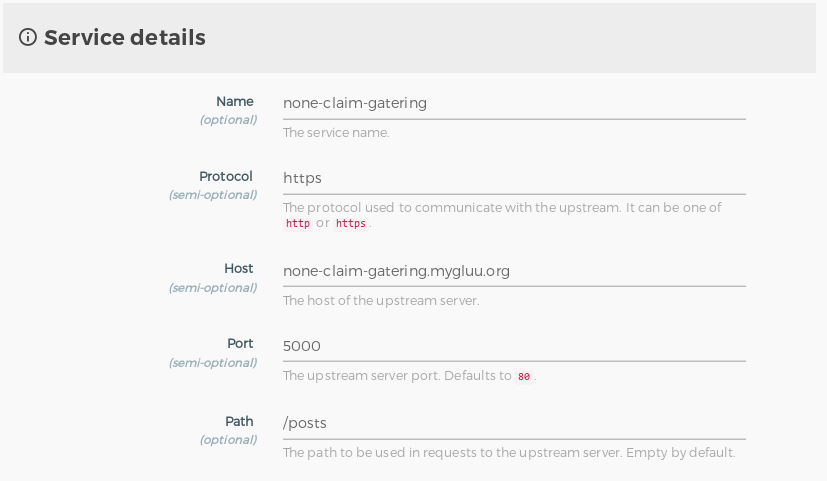 Service details
Name
(optional)
none-claim-gatering
The service name.
Protocol
(semi-optional)
https
The protocol used to communicate with the upstream. It can be one of
http or https.
Host
(semi-optional)
none-claim-gatering.mygluu.org
The host of the upstream server.
Port
(semi-optional)
5000
The upstream server port. Defaults to 80.
Path
(optional)
/posts
The path to be used in requests to the upstream server. Empty by default.